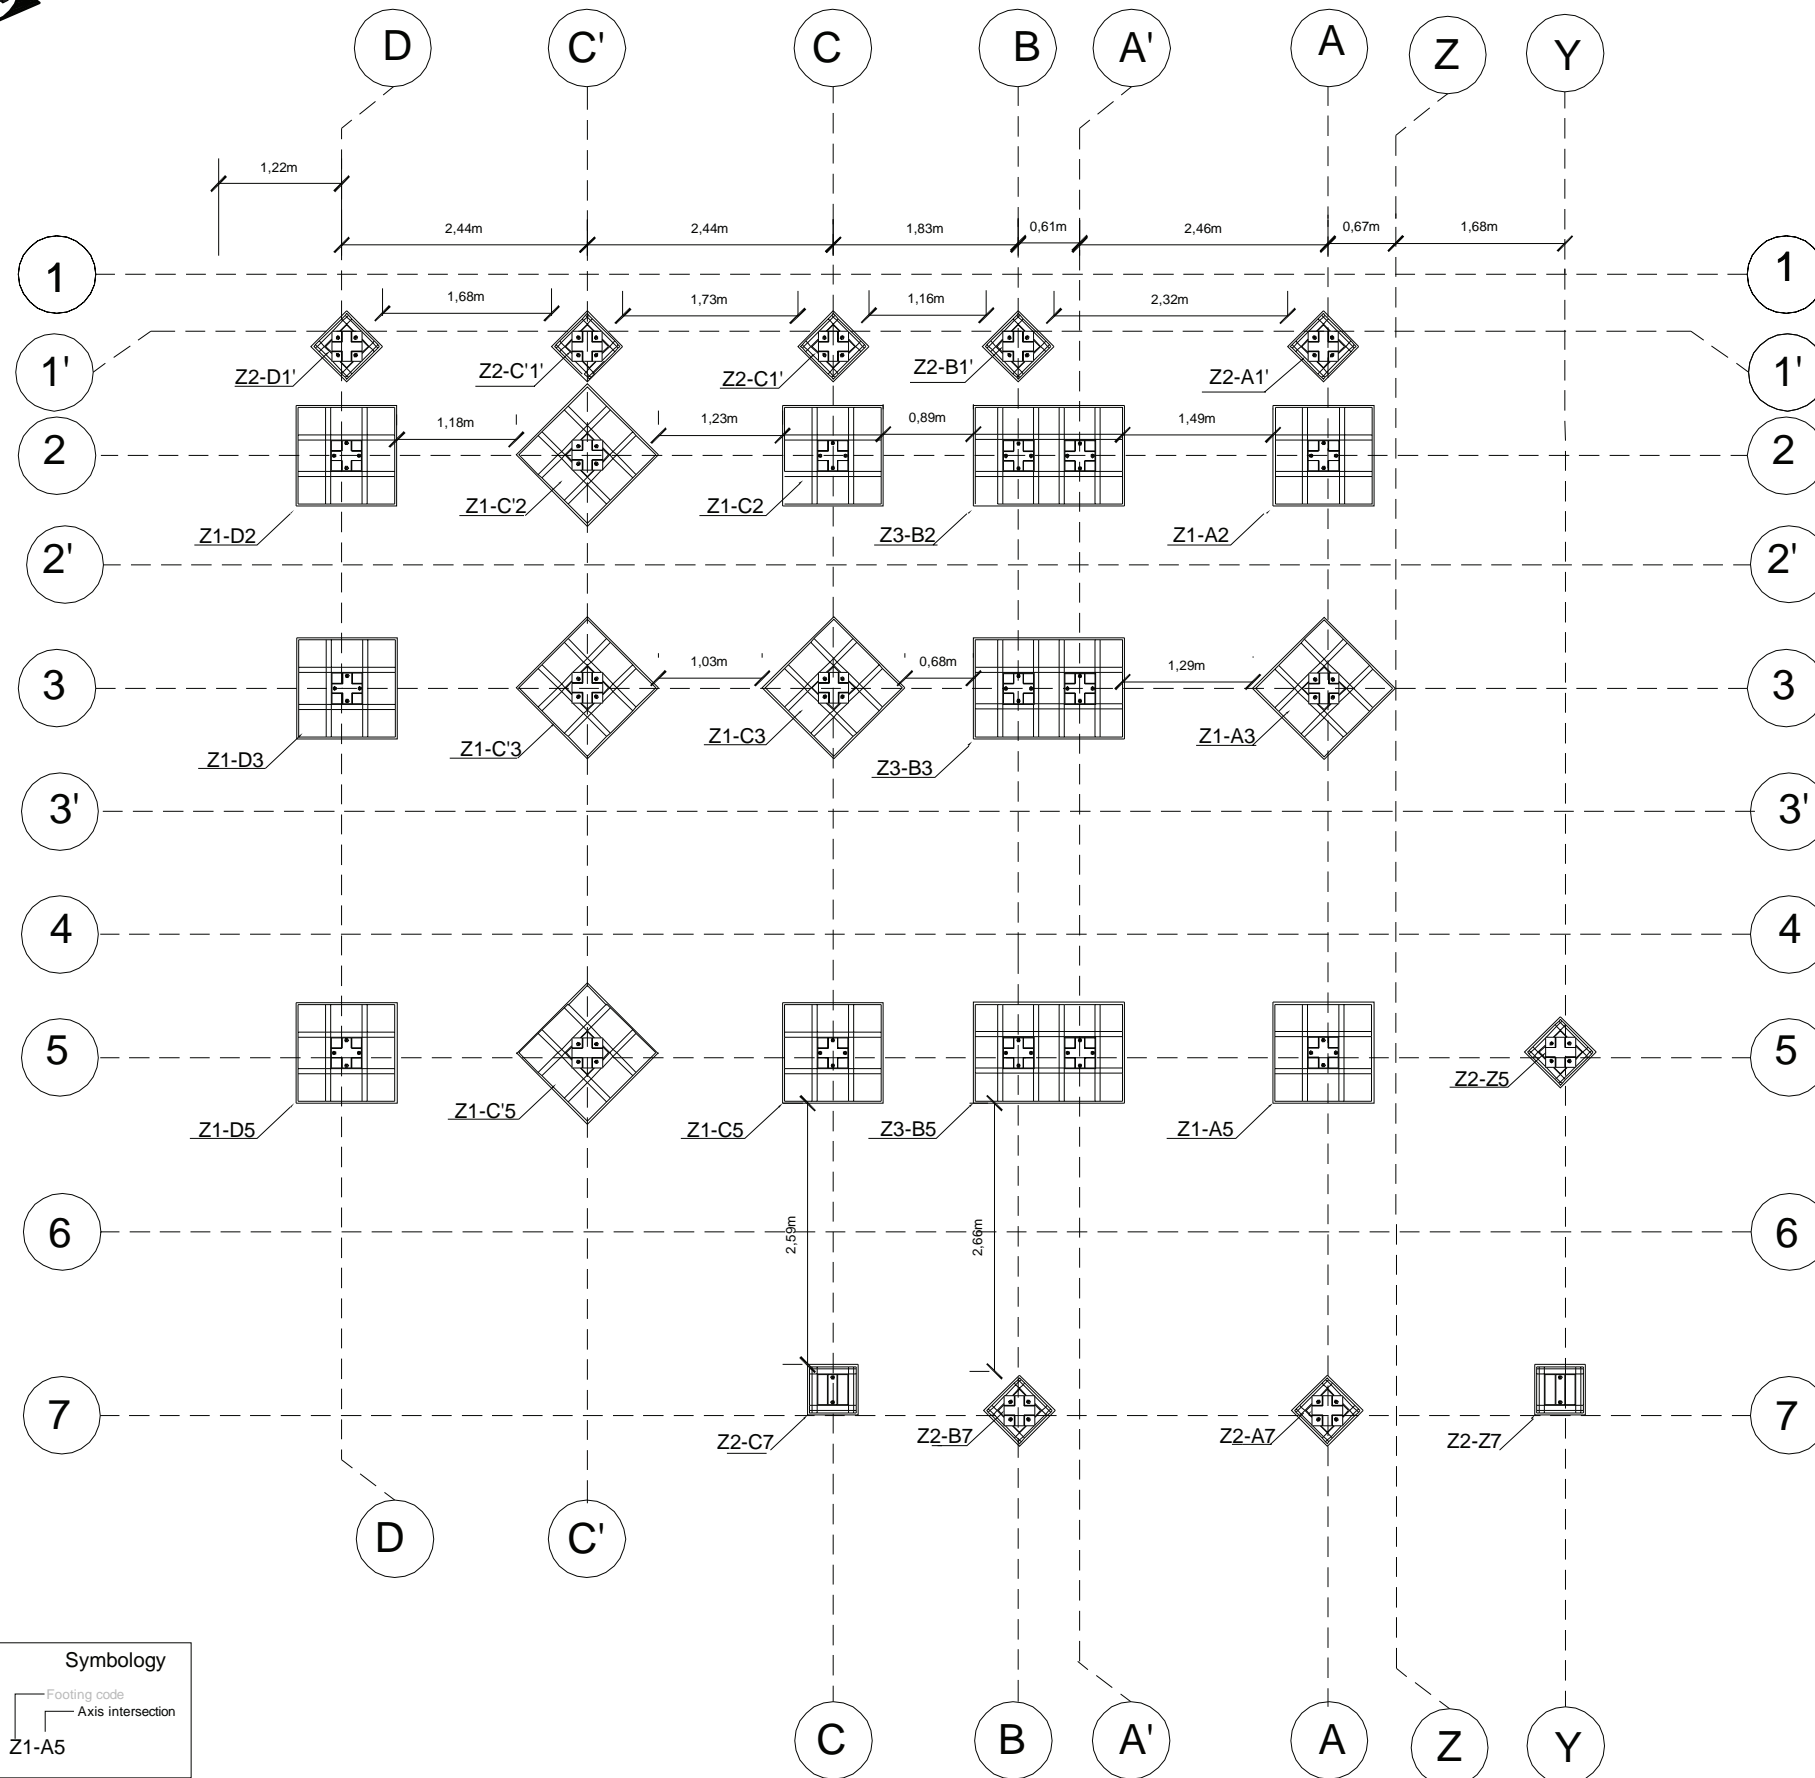 D C' C B A' A Z Y
1,22m
2,44m 2,44m 1,83m 0,61m 2,46m 0,67m 1,68m
1 1
1,68m 1,73m 1,16m 2,32m
1' 1'
Z2-D1' Z2-C'1' Z2-C1' Z2-B1' Z2-A1'
1,18m 1,23m 0,89m 1,49m
2 2
Z1-D2 Z1-C'2 Z1-C2 Z3-B2 Z1-A2
2' 2'
1,03m 0,68m 1,29m
3 3
Z1-D3 Z1-C'3 Z1-C3 Z3-B3 Z1-A3
3' 3'
4 4
5 5
Z2-Z5
Z1-D5 Z1-C'5 Z1-C5 Z3-B5 Z1-A5
6 6
2,59m 2,66m
7 7
Z2-C7 Z2-B7 Z2-A7 Z2-Z7
D C'
C B A' A Z Y
Symbology
Footing code
Axis intersection
Z1-A5